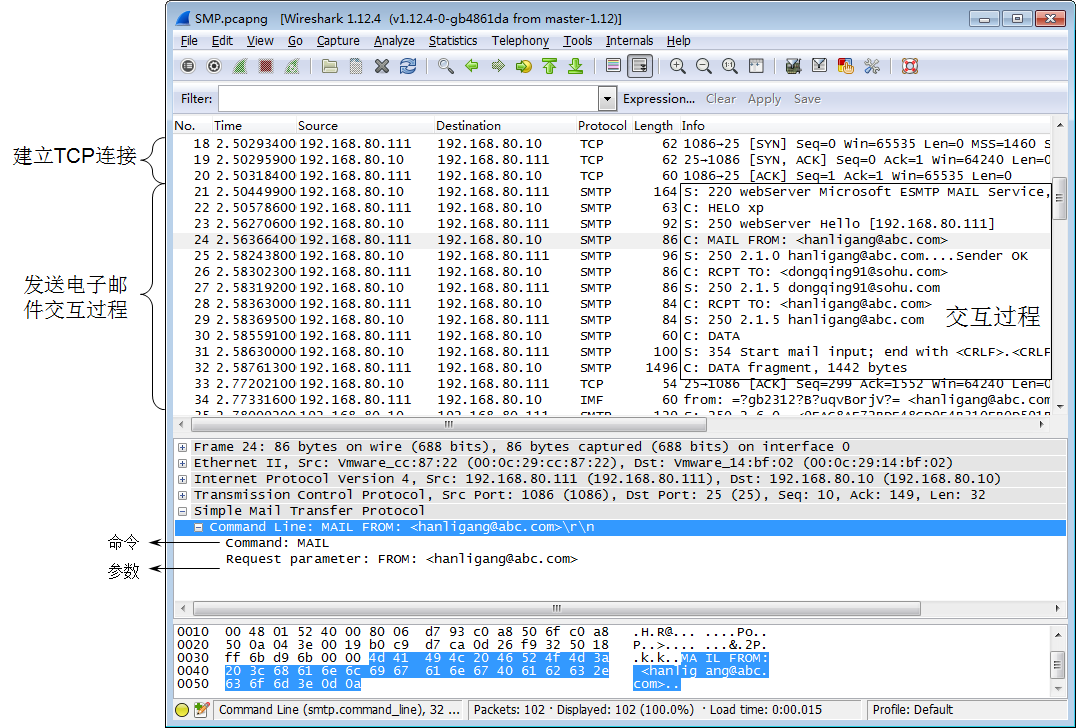 SMP.pcapng [Wireshark 1.12.4 (v1.12.4-0-gb4861da from master-1.12)]
File Edit View Go Capture Analyze Statistics Telephony Tools Internals Help
Filter: Expression... Clear Apply Save
No. Time Source Destination Protocol Length Info
18 2.50293400 192.168.80.111 192.168.80.10 TCP 62 1086→25 [SYN] Seq=0 Win=65535 Len=0 MSS=1460 S
19 2.50295900 192.168.80.10 192.168.80.111 TCP 62 25→1086 [SYN, ACK] Seq=0 Ack=1 Win=64240 Len=0
20 2.50318400 192.168.80.111 192.168.80.10 TCP 60 1086→25 [ACK] Seq=1 Ack=1 Win=65535 Len=0
21 2.50449900 192.168.80.10 192.168.80.111 SMTP 164 S: 220 webServer Microsoft ESMTP MAIL Service,
22 2.50578600 192.168.80.111 192.168.80.10 SMTP 63 C: HELO xp
23 2.56270600 192.168.80.10 192.168.80.111 SMTP 92 S: 250 webServer Hello [192.168.80.111]
24 2.56366400 192.168.80.111 192.168.80.10 SMTP 86 C: MAIL FROM: <hanligang@abc.com>
25 2.58243800 192.168.80.10 192.168.80.111 SMTP 96 S: 250 2.1.0 hanligang@abc.com....Sender OK
26 2.58302300 192.168.80.111 192.168.80.10 SMTP 86 C: RCPT TO: <dongqing91@sohu.com>
27 2.58319200 192.168.80.10 192.168.80.111 SMTP 86 S: 250 2.1.5 dongqing91@sohu.com
28 2.58363000 192.168.80.111 192.168.80.10 SMTP 84 C: RCPT TO: <hanligang@abc.com>
29 2.58369500 192.168.80.10 192.168.80.111 SMTP 84 S: 250 2.1.5 hanligang@abc.com
30 2.58559100 192.168.80.111 192.168.80.10 SMTP 60 C: DATA
31 2.58630000 192.168.80.10 192.168.80.111 SMTP 100 S: 354 Start mail input; end with <CRLF>.<CRLF
32 2.58761300 192.168.80.111 192.168.80.10 SMTP 1496 C: DATA fragment, 1442 bytes
33 2.77202100 192.168.80.10 192.168.80.111 TCP 54 25→1086 [ACK] Seq=299 Ack=1552 Win=64240 Len=0
34 2.77331600 192.168.80.111 192.168.80.10 IMF 60 from: =?gb2312?B?uqvBorjV?= <hanligang@abc.com
建立TCP连接
发送电子邮
件交互过程
交互过程
Frame 24: 86 bytes on wire (688 bits), 86 bytes captured (688 bits) on interface 0
Ethernet II, Src: Vmware_cc:87:22 (00:0c:29:cc:87:22), Dst: Vmware_14:bf:02 (00:0c:29:14:bf:02)
Internet Protocol Version 4, Src: 192.168.80.111 (192.168.80.111), Dst: 192.168.80.10 (192.168.80.10)
Transmission Control Protocol, Src Port: 1086 (1086), Dst Port: 25 (25), Seq: 10, Ack: 149, Len: 32
Simple Mail Transfer Protocol
Command Line: MAIL FROM: <hanligang@abc.com>\r\n
命令 Command: MAIL
参数 Request parameter: FROM: <hanligang@abc.com>
0010 00 48 01 52 40 00 80 06 d7 93 c0 a8 50 6f c0 a8 .H.R@... ....Po..
0020 50 0a 04 3e 00 19 b0 c9 d7 ca 0d 26 f9 32 50 18 P..>.... ...&.2P.
0030 ff 6b d9 6b 00 00 4d 41 49 4c 20 46 52 4f 4d 3a .k.k..MA IL FROM:
0040 20 3c 68 61 6e 6c 69 67 61 6e 67 40 61 62 63 2e <hanlig ang@abc.
0050 63 6f 6d 3e 0d 0a com>..
Command Line (smtp.command_line), 32 ... Packets: 102 · Displayed: 102 (100.0%) · Load time: 0:00.015 Profile: Default